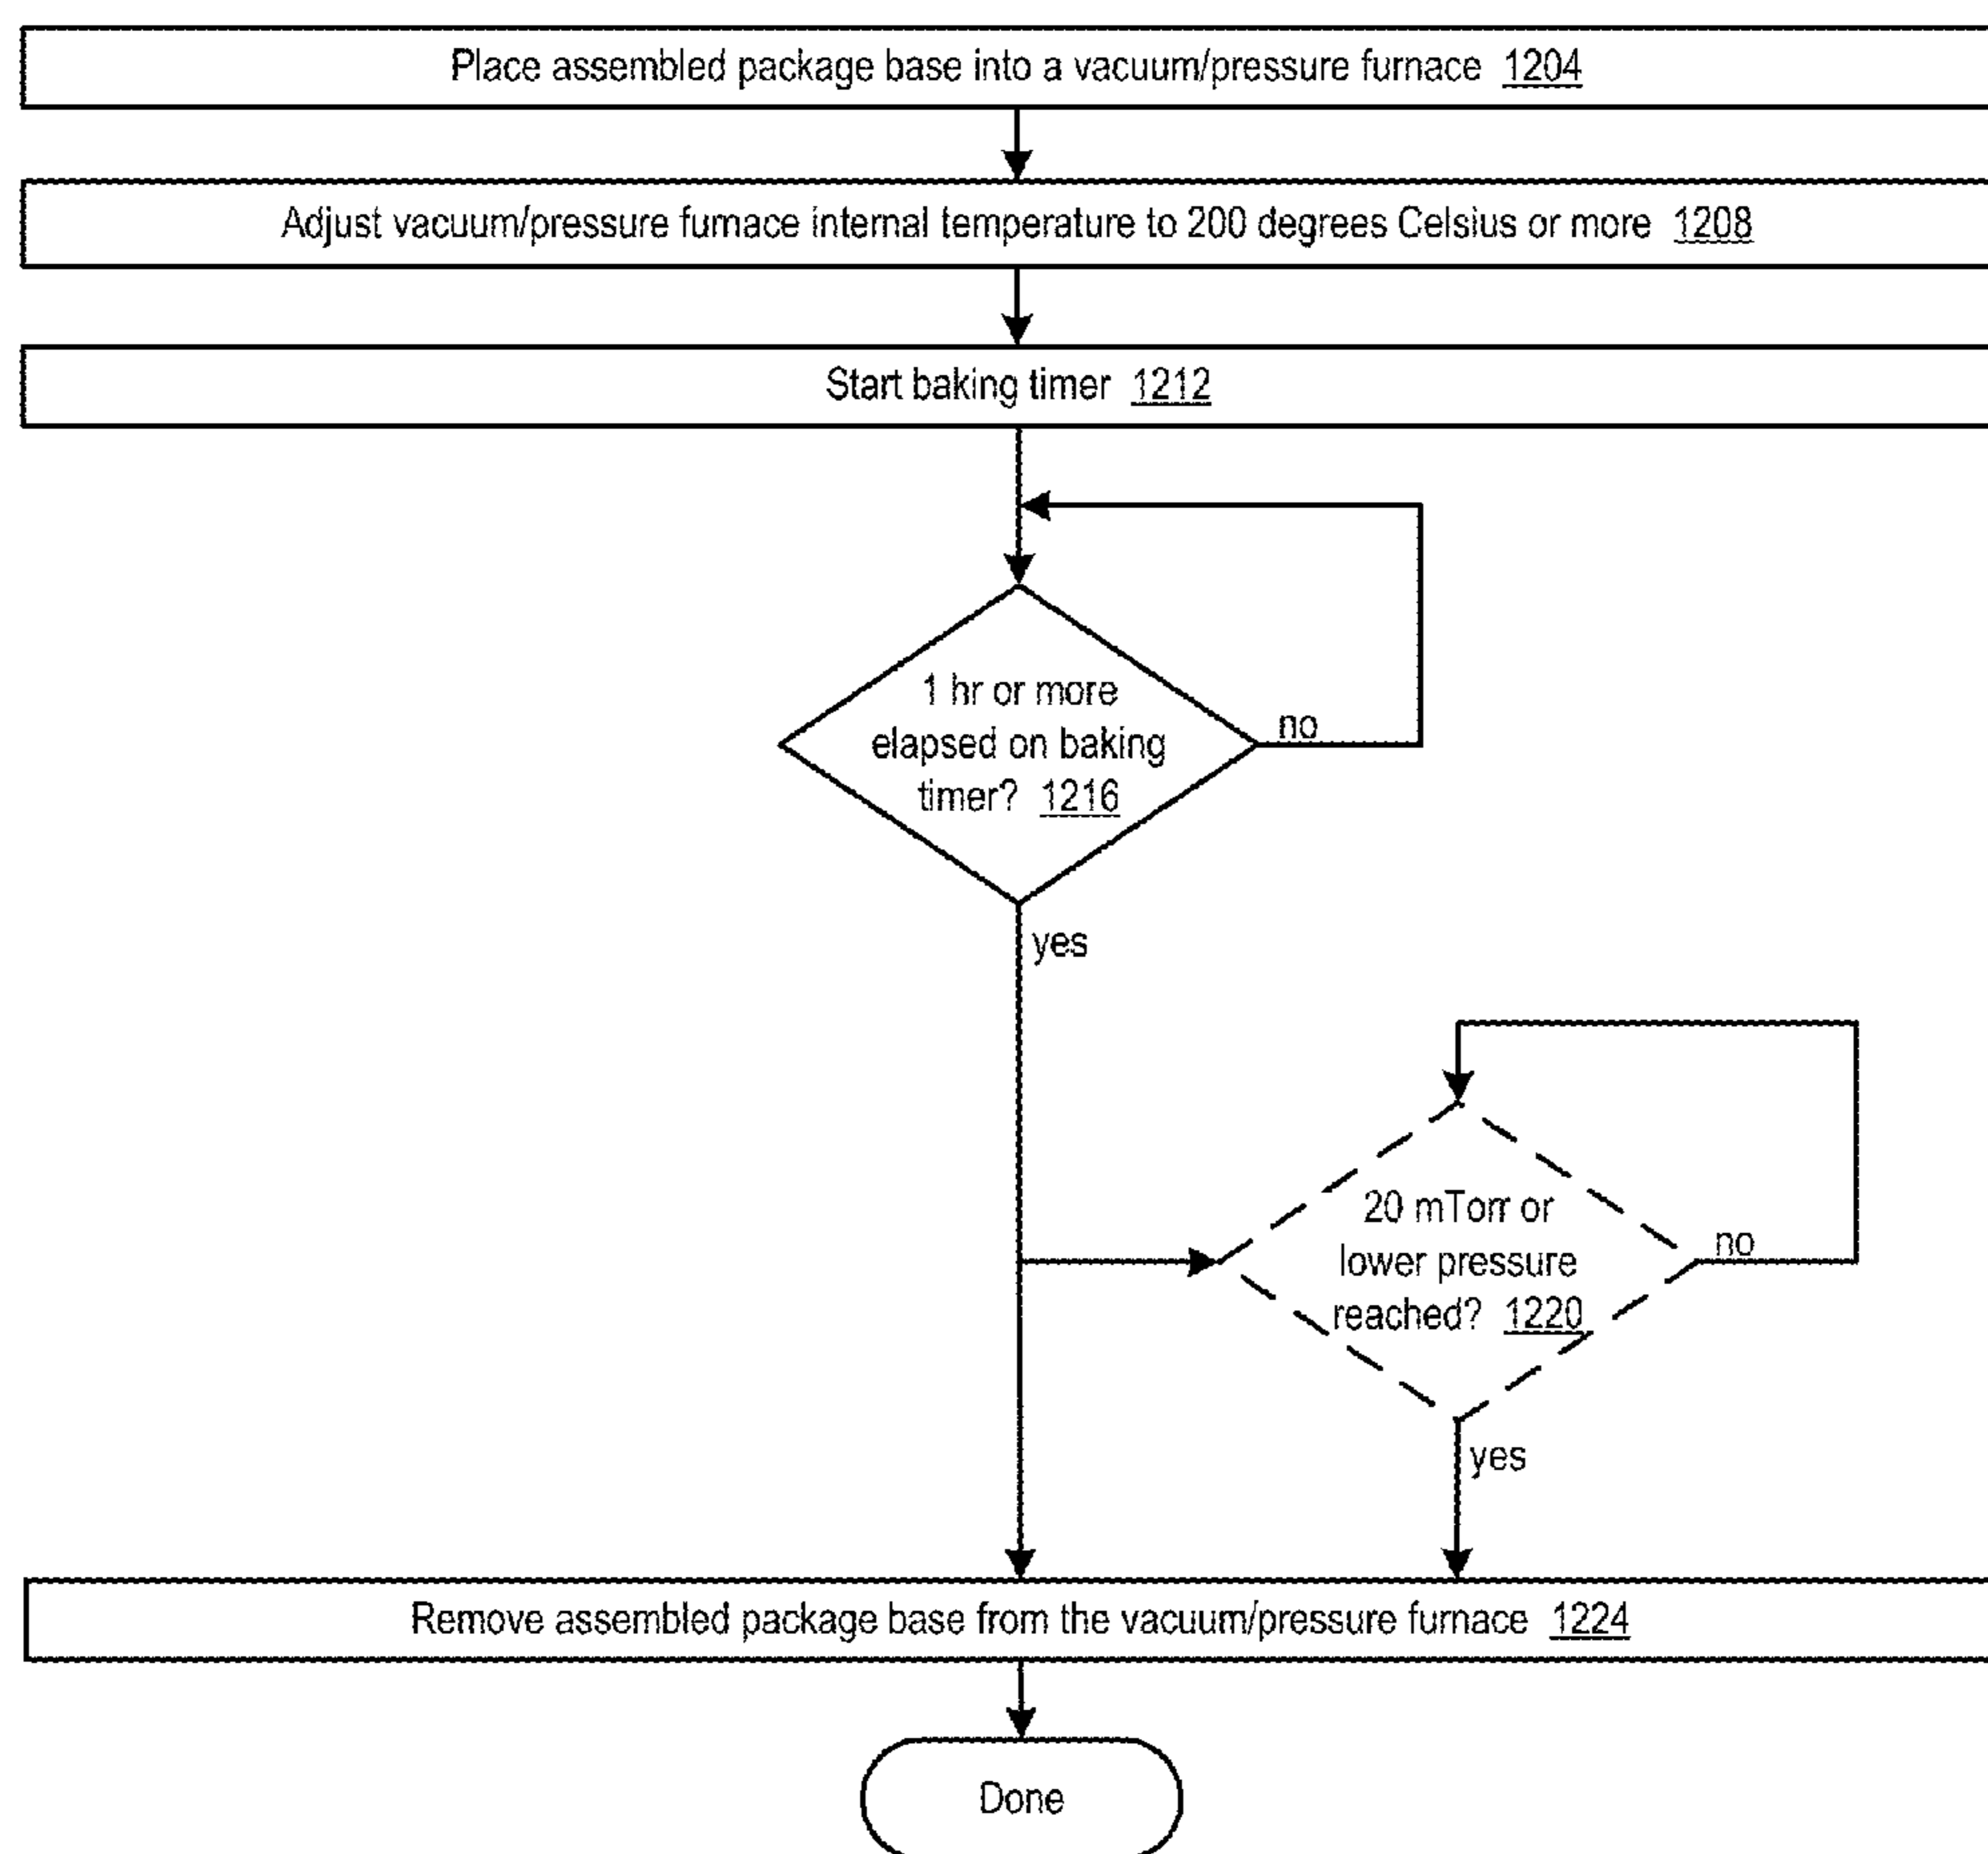 Place assembled package base into a vacuum/pressure furnace 1204
Adjust vacuum/pressure furnace internal temperature to 200 degrees Celsius or more 1208
Start baking timer 1212
1 hr or more
elapsed on baking
timer? 1216
no
yes
20 mTorr or
lower pressure
reached? 1220
no
yes
Remove assembled package base from the vacuum/pressure furnace 1224
Done